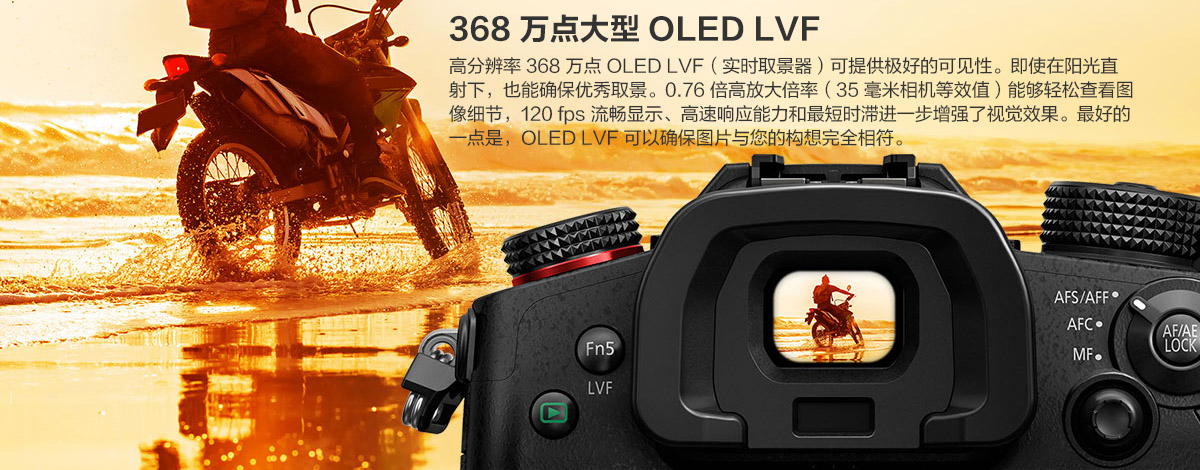 368 万点大型 OLED LVF
高分辨率 368 万点 OLED LVF（实时取景器）可提供极好的可见性。即使在阳光直
射下，也能确保优秀取景。0.76 倍高放大倍率（35 毫米相机等效值）能够轻松查看图
像细节，120 fps 流畅显示、高速响应能力和最短时滞进一步增强了视觉效果。最好的
一点是，OLED LVF 可以确保图片与您的构想完全相符。
AFS/AFF
AFC
MF
AF/AE
LOCK
Fn5
LVF